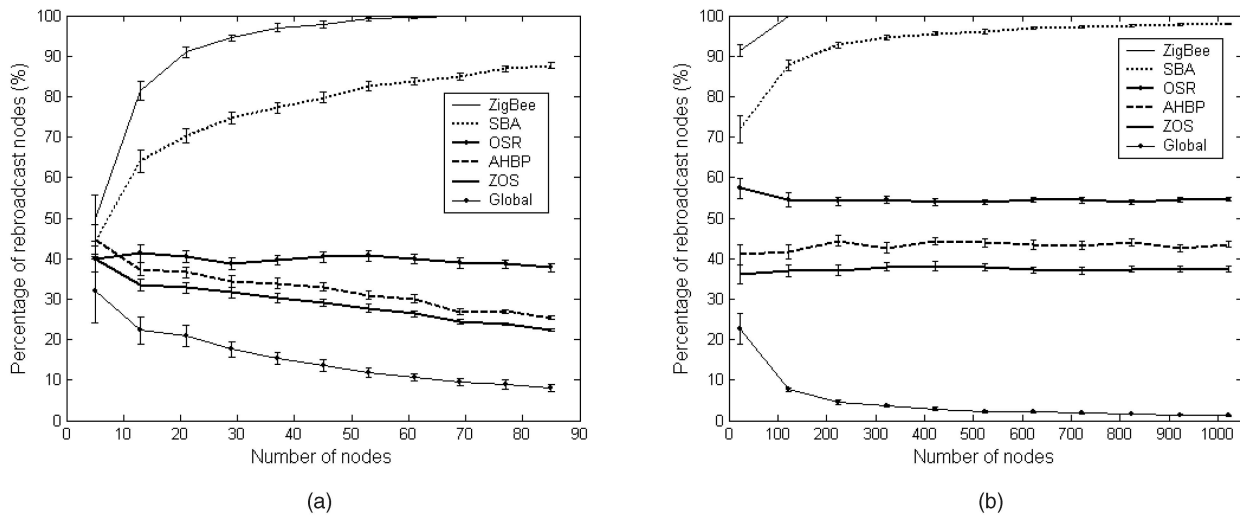 100
90
80
70
60
50
40
30
20
10
0
Percentage of rebroadcast nodes (%)
ZigBee
SBA
OSR
AHBP
ZOS
Global
0 10 20 30 40 50 60 70 80 90
Number of nodes
(a)
100
90
80
70
60
50
40
30
20
10
0
Percentage of rebroadcast nodes (%)
ZigBee
SBA
OSR
AHBP
ZOS
Global
0 100 200 300 400 500 600 700 800 900 1000
Number of nodes
(b)